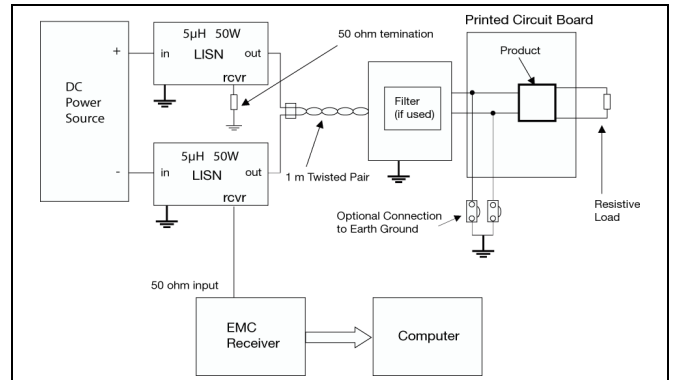 Printed Circuit Board
5µH 50W
LISN
in
out
rcvr
+
50 ohm temination
Product
DC
Power
Source
Filter
(if used)
5µH 50W
LISN
-
in
out
rcvr
1 m Twisted Pair
Optional Connection
to Earth Ground
Resistive
Load
50 ohm input
EMC
Receiver
Computer